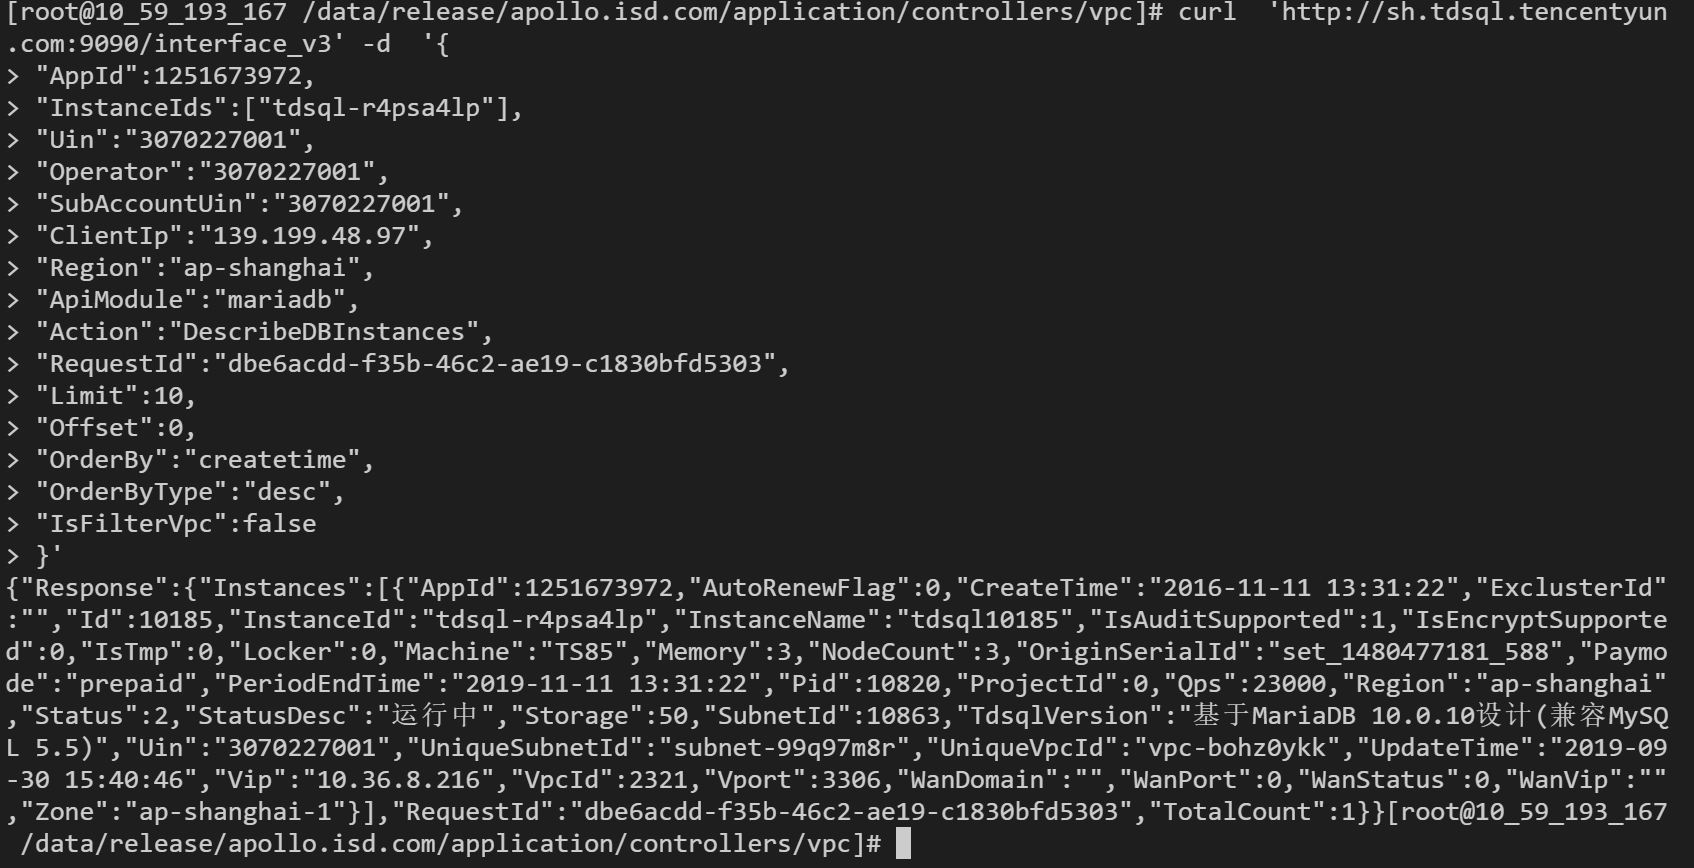 [root@10_59_193_167 /data/release/apollo.isd.com/application/controllers/vpc]# curl  'http://sh.tdsql.tencentyun
.com:9090/interface_v3' -d  '{
> "AppId":1251673972,
> "InstanceIds":["tdsql-r4psa4lp"],
> "Uin":"3070227001",
> "Operator":"3070227001",
> "SubAccountUin":"3070227001",
> "ClientIp":"139.199.48.97",
> "Region":"ap-shanghai",
> "ApiModule":"mariadb",
> "Action":"DescribeDBInstances",
> "RequestId":"dbe6acdd-f35b-46c2-ae19-c1830bfd5303",
> "Limit":10,
> "Offset":0,
> "OrderBy":"createtime",
> "OrderByType":"desc",
> "IsFilterVpc":false
> }'
{"Response":{"Instances":[{"AppId":1251673972,"AutoRenewFlag":0,"CreateTime":"2016-11-11 13:31:22","ExclusterId"
:"","Id":10185,"InstanceId":"tdsql-r4psa4lp","InstanceName":"tdsql10185","IsAuditSupported":1,"IsEncryptSupporte
d":0,"IsTmp":0,"Locker":0,"Machine":"TS85","Memory":3,"NodeCount":3,"OriginSerialId":"set_1480477181_588","Paymo
de":"prepaid","PeriodEndTime":"2019-11-11 13:31:22","Pid":10820,"ProjectId":0,"Qps":23000,"Region":"ap-shanghai"
,"Status":2,"StatusDesc":"运行中","Storage":50,"SubnetId":10863,"TdsqlVersion":"基于MariaDB 10.0.10设计(兼容MySQ
L 5.5)","Uin":"3070227001","UniqueSubnetId":"subnet-99q97m8r","UniqueVpcId":"vpc-bohz0ykk","UpdateTime":"2019-09
-30 15:40:46","Vip":"10.36.8.216","VpcId":2321,"Vport":3306,"WanDomain":"","WanPort":0,"WanStatus":0,"WanVip":""
,"Zone":"ap-shanghai-1"}],"RequestId":"dbe6acdd-f35b-46c2-ae19-c1830bfd5303","TotalCount":1}}[root@10_59_193_167
 /data/release/apollo.isd.com/application/controllers/vpc]#